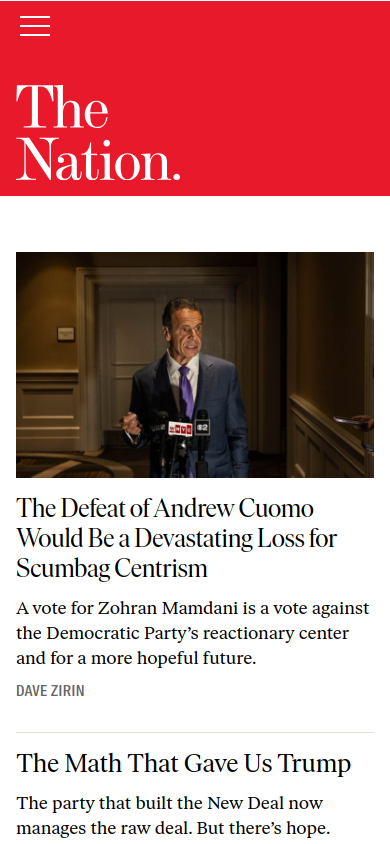 The
Nation.
The Defeat of Andrew Cuomo
Would Be a Devastating Loss for
Scumbag Centrism
A vote for Zohran Mamdani is a vote against
the Democratic Party’s reactionary center
and for a more hopeful future.
DAVE ZIRIN
The Math That Gave Us Trump
The party that built the New Deal now
manages the raw deal. But there’s hope.